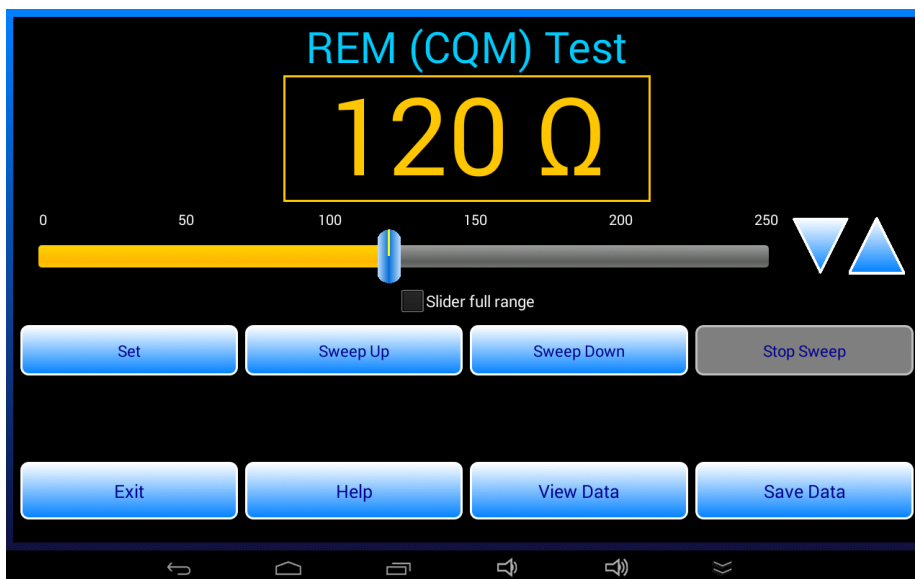 REM (CQM) Test
120 Ω
0 50 100 150 200 250
Slider full range
Set Sweep Up Sweep Down Stop Sweep
Exit Help View Data Save Data